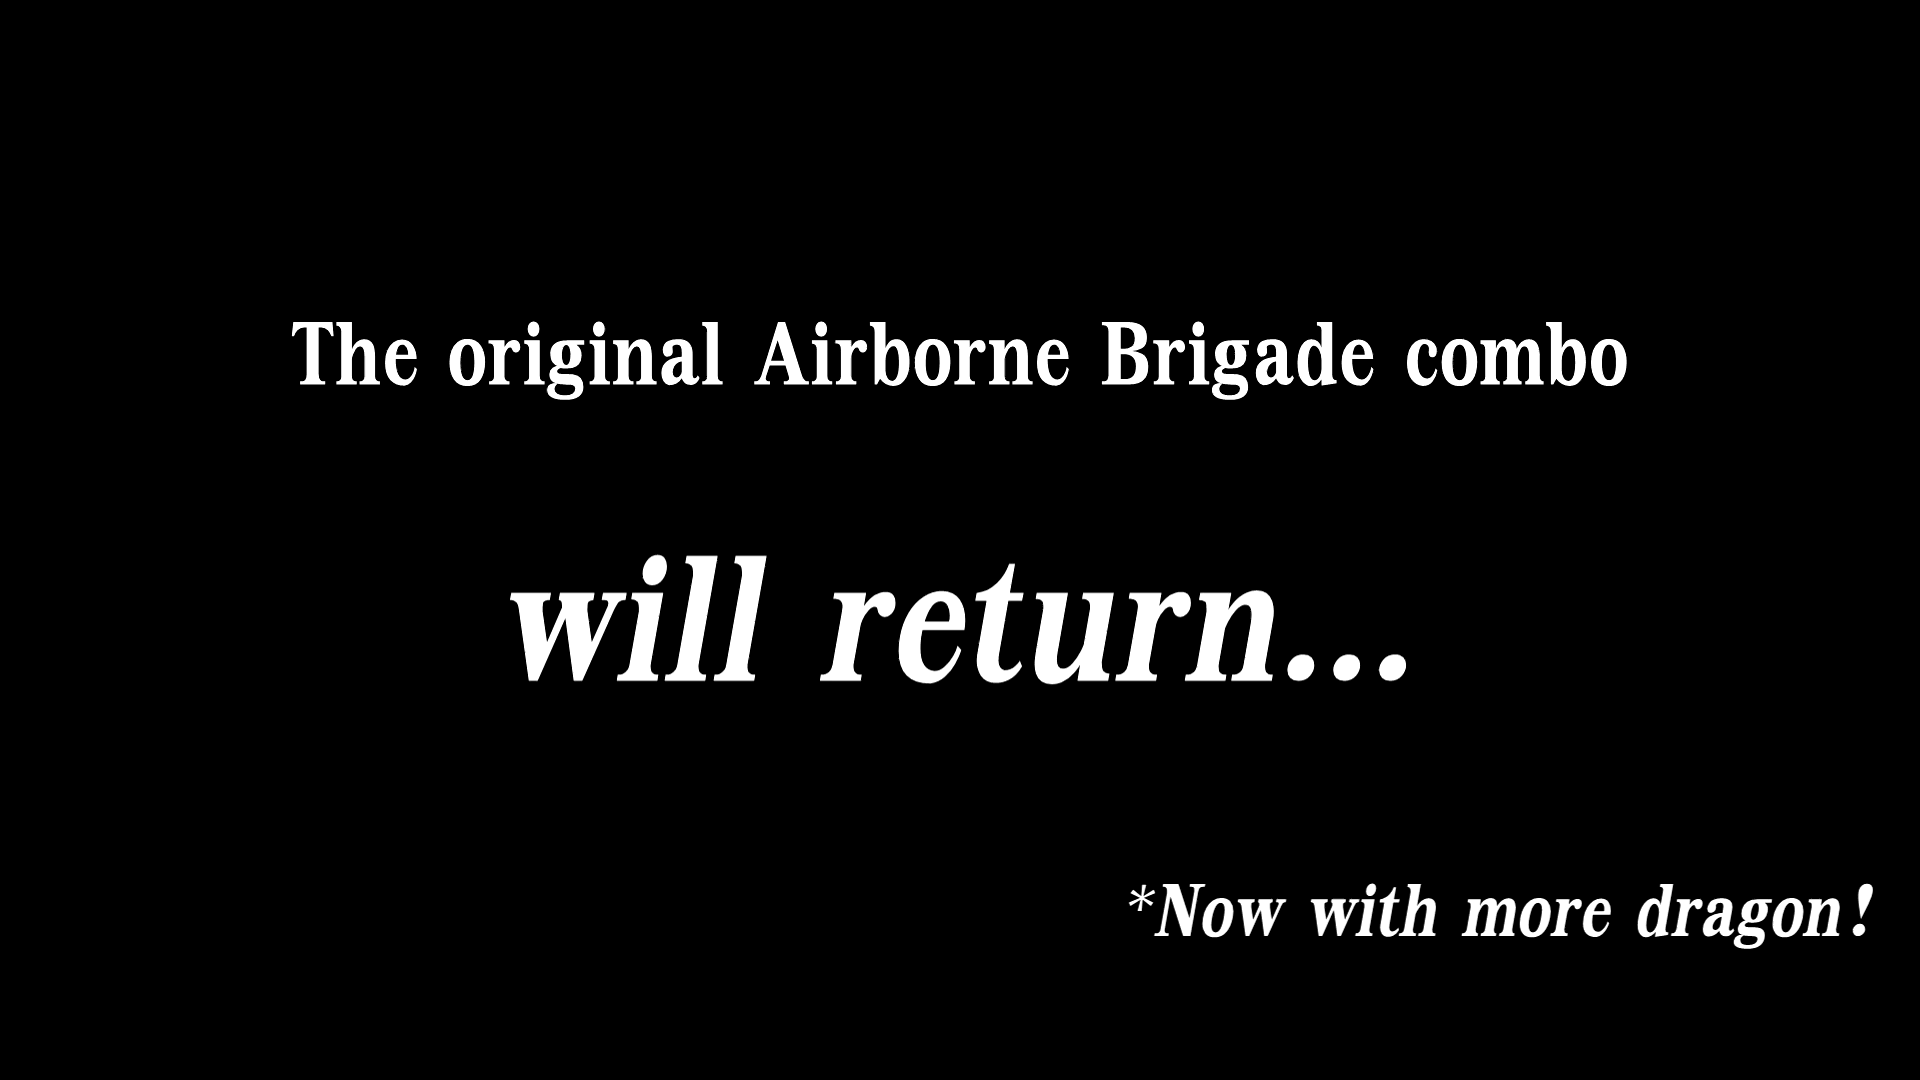 The original Airborne Brigade combo
will return...
*Now with more dragon!